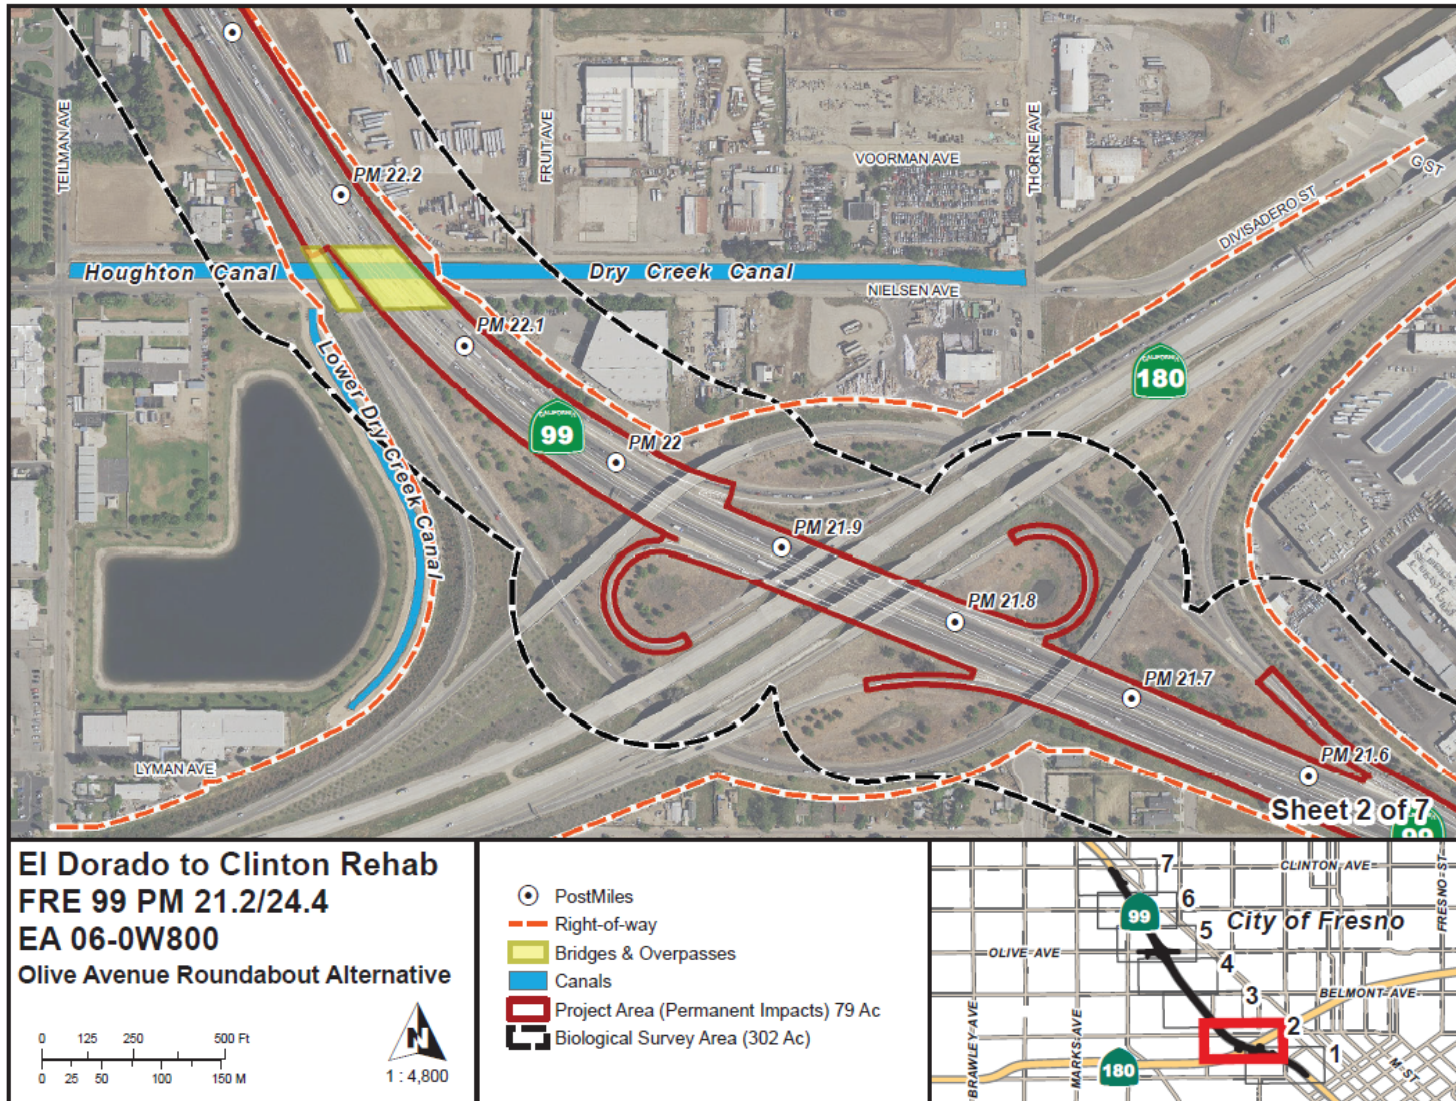 TEILMAN AVE
FRUIT AVE
THORNE AVE
VOORMAN AVE
G ST
DIVISADERO ST
PM 22.2
Houghton Canal
Dry Creek Canal
NIELSEN AVE
PM 22.1
Lower Dry Creek Canal
CALIFORNIA
180
CALIFORNIA
99
PM 22
PM 21.9
PM 21.8
PM 21.7
PM 21.6
LYMAN AVE
Sheet 2 of 7
99
El Dorado to Clinton Rehab
FRE 99 PM 21.2/24.4
EA 06-0W800
Olive Avenue Roundabout Alternative
0 125 250 500 Ft
0 25 50 100 150 M
N
1 : 4,800
PostMiles
Right-of-way
Bridges & Overpasses
Canals
Project Area (Permanent Impacts) 79 Ac
Biological Survey Area (302 Ac)
7
CLINTON AVE
FRESNO ST
6
99
City of Fresno
5
OLIVE AVE
4
3
BELMONT AVE
2
1
BRAWLEY AVE
MARKS AVE
180
M ST